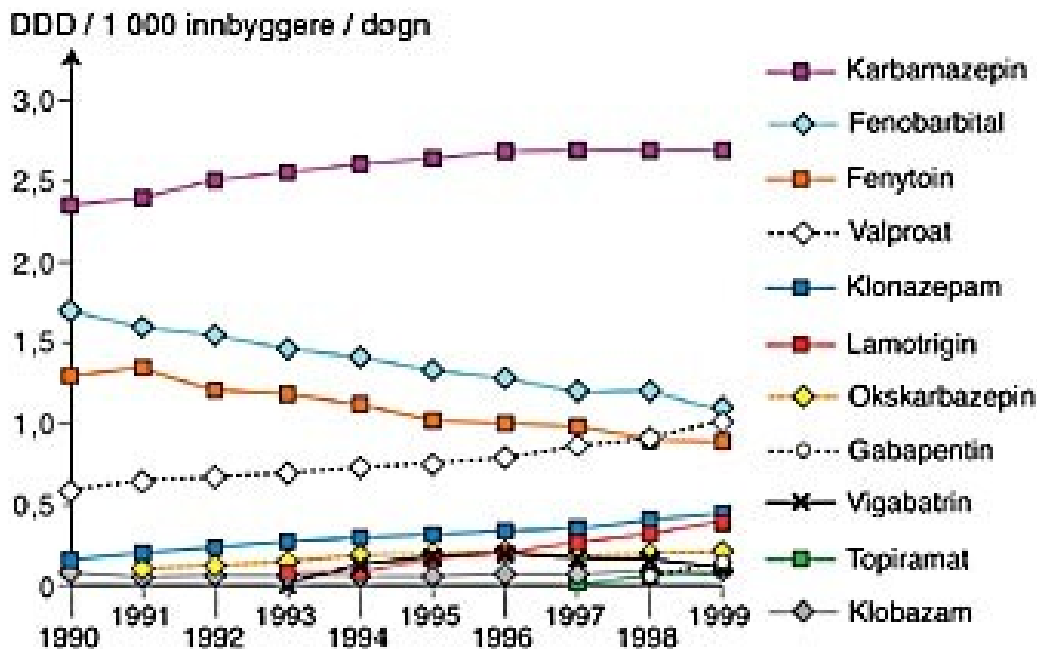 DDD / 1 000 innbyggere / døgn
3,0
2,5
2,0
1,5
1,0
0,5
0
1990
1991
1992
1993
1994
1995
1996
1997
1998
1999
Karbamazepin
Fenobarbital
Fenytoin
Valproat
Klonazepam
Lamotrigin
Okskarbazepin
Gabapentin
Vigabatrin
Topiramat
Klobazam